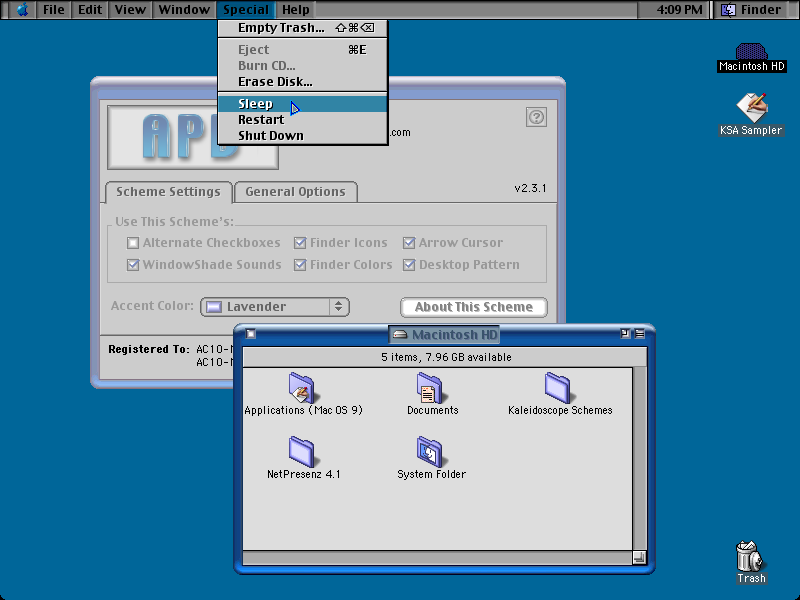 File Edit View Window Special Help 4:09 PM Finder
Empty Trash... ⇧⌘⌫
Eject ⌘E
Burn CD...
Erase Disk...
Sleep
Restart
Shut Down
Macintosh HD
KSA Sampler
.com
Scheme Settings General Options v2.3.1
Use This Scheme's:
Alternate Checkboxes Finder Icons Arrow Cursor
WindowShade Sounds Finder Colors Desktop Pattern
Accent Color: Lavender About This Scheme
Registered To: AC10-
AC10-
Macintosh HD
5 items, 7.96 GB available
Applications (Mac OS 9) Documents Kaleidoscope Schemes
NetPresenz 4.1 System Folder
Trash